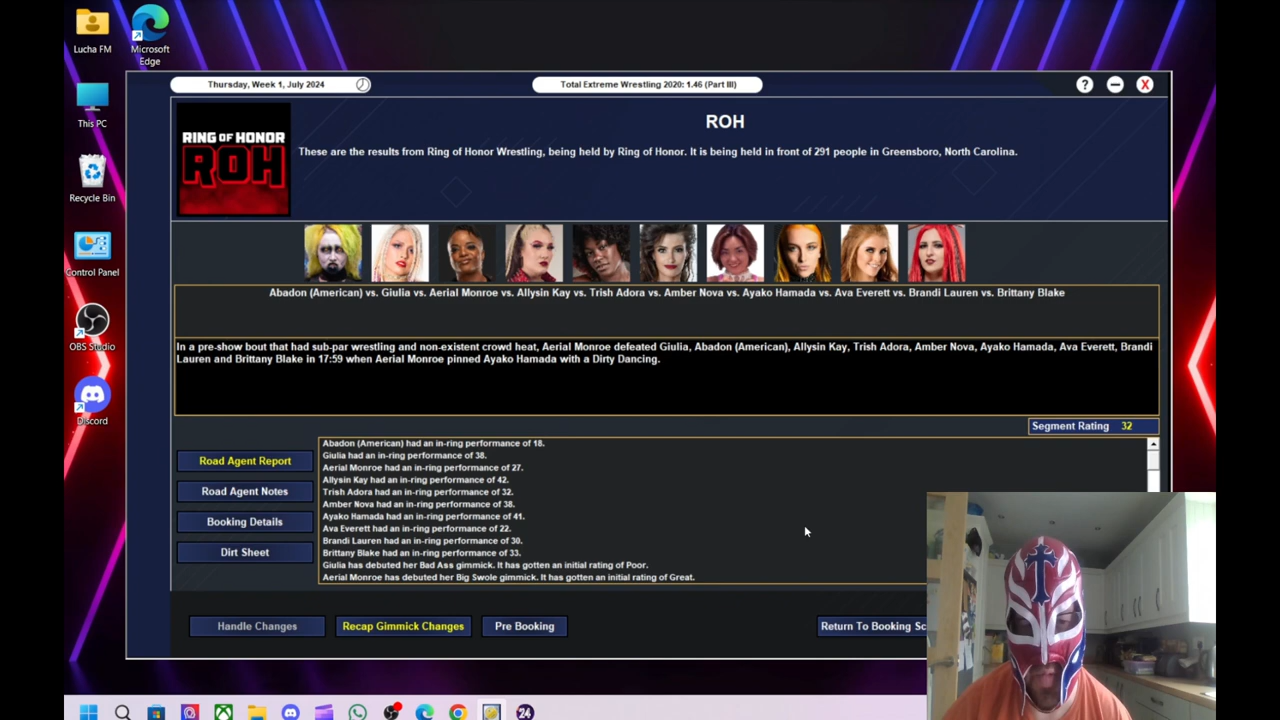 Lucha FM
Microsoft
Edge
This PC
Recycle Bin
Control Panel
OBS Studio
Discord
Thursday, Week 1, July 2024
Total Extreme Wrestling 2020: 1.46 (Part III)
?
X
RING OF HONOR
ROH
ROH
These are the results from Ring of Honor Wrestling, being held by Ring of Honor. It is being held in front of 291 people in Greensboro, North Carolina.
Abadon (American) vs. Giulia vs. Aerial Monroe vs. Allysin Kay vs. Trish Adora vs. Amber Nova vs. Ayako Hamada vs. Ava Everett vs. Brandi Lauren vs. Brittany Blake
In a pre-show bout that had sub-par wrestling and non-existent crowd heat, Aerial Monroe defeated Giulia, Abadon (American), Allysin Kay, Trish Adora, Amber Nova, Ayako Hamada, Ava Everett, Brandi
Lauren and Brittany Blake in 17:59 when Aerial Monroe pinned Ayako Hamada with a Dirty Dancing.
Segment Rating 32
Road Agent Report
Road Agent Notes
Booking Details
Dirt Sheet
Abadon (American) had an in-ring performance of 18.
Giulia had an in-ring performance of 38.
Aerial Monroe had an in-ring performance of 27.
Allysin Kay had an in-ring performance of 42.
Trish Adora had an in-ring performance of 32.
Amber Nova had an in-ring performance of 38.
Ayako Hamada had an in-ring performance of 41.
Ava Everett had an in-ring performance of 22.
Brandi Lauren had an in-ring performance of 30.
Brittany Blake had an in-ring performance of 33.
Giulia has debuted her Bad Ass gimmick. It has gotten an initial rating of Poor.
Aerial Monroe has debuted her Big Swole gimmick. It has gotten an initial rating of Great.
Handle Changes
Recap Gimmick Changes
Pre Booking
Return To Booking Sc
24